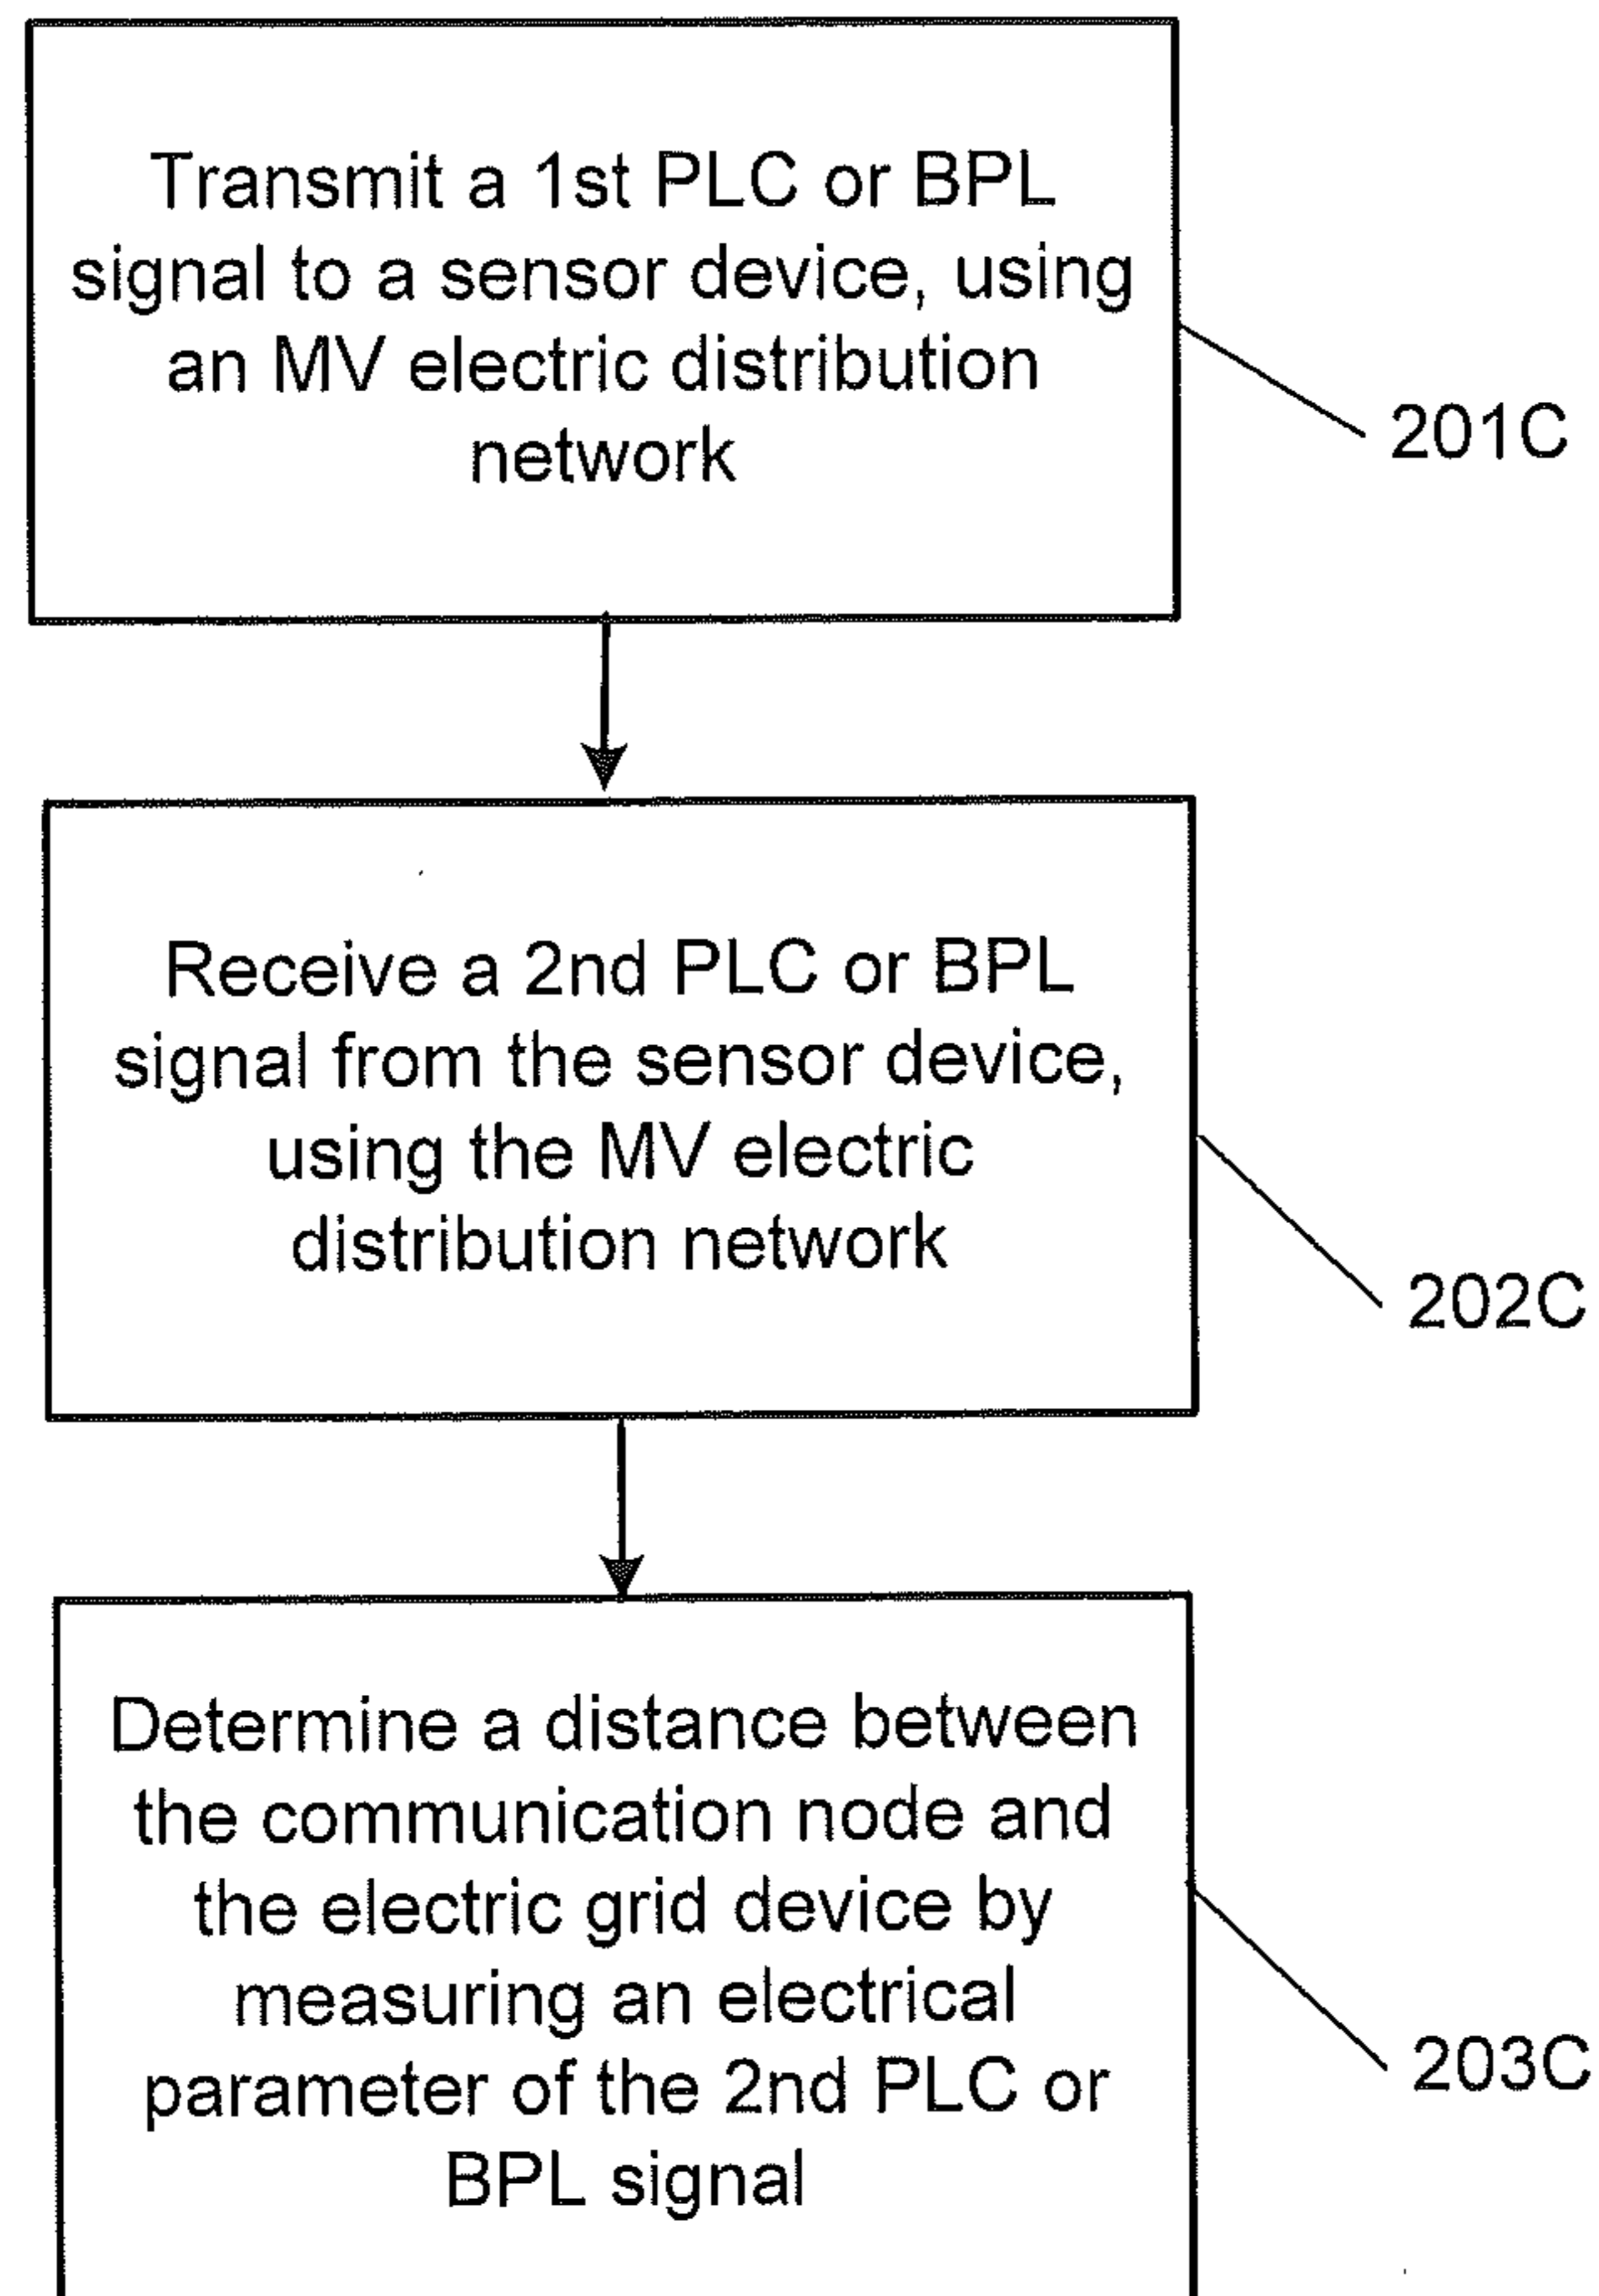 Transmit a 1st PLC or BPL
signal to a sensor device, using
an MV electric distribution
network
201C
Receive a 2nd PLC or BPL
signal from the sensor device,
using the MV electric
distribution network
202C
Determine a distance between
the communication node and
the electric grid device by
measuring an electrical
parameter of the 2nd PLC or
BPL signal
203C